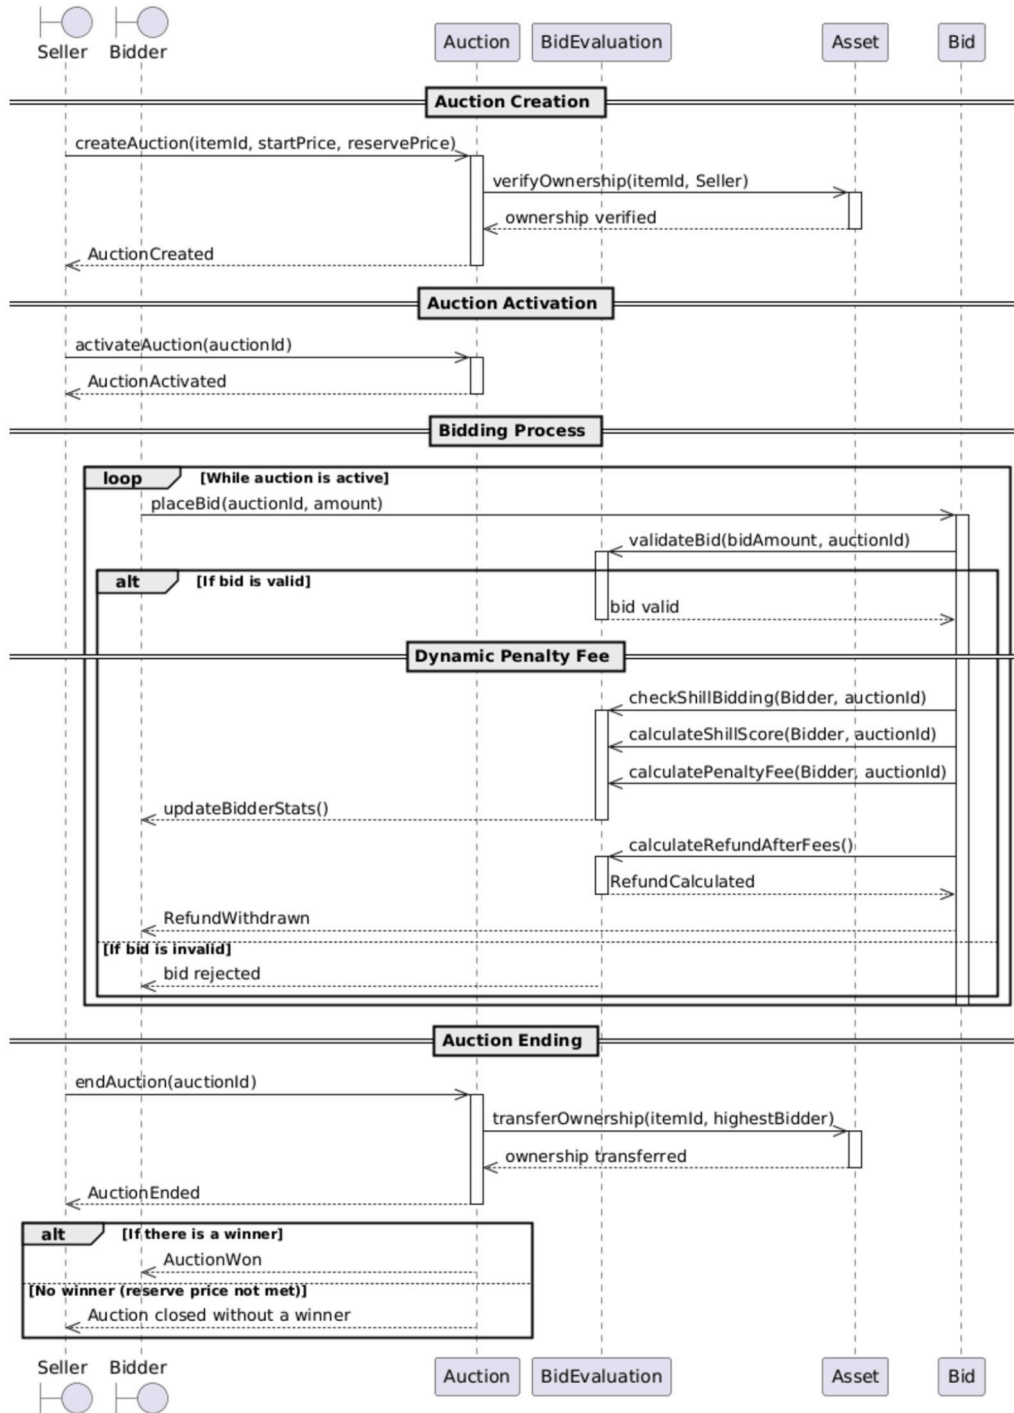 Seller Bidder Auction BidEvaluation Asset Bid
Auction Creation
createAuction(itemId, startPrice, reservePrice)
verifyOwnership(itemId, Seller)
ownership verified
AuctionCreated
Auction Activation
activateAuction(auctionId)
AuctionActivated
Bidding Process
loop [While auction is active]
placeBid(auctionId, amount)
validateBid(bidAmount, auctionId)
alt [If bid is valid]
bid valid
Dynamic Penalty Fee
checkShillBidding(Bidder, auctionId)
calculateShillScore(Bidder, auctionId)
calculatePenaltyFee(Bidder, auctionId)
updateBidderStats()
calculateRefundAfterFees()
RefundCalculated
RefundWithdrawn
[If bid is invalid]
bid rejected
Auction Ending
endAuction(auctionId)
transferOwnership(itemId, highestBidder)
ownership transferred
AuctionEnded
alt [If there is a winner]
AuctionWon
[No winner (reserve price not met)]
Auction closed without a winner
Seller Bidder Auction BidEvaluation Asset Bid